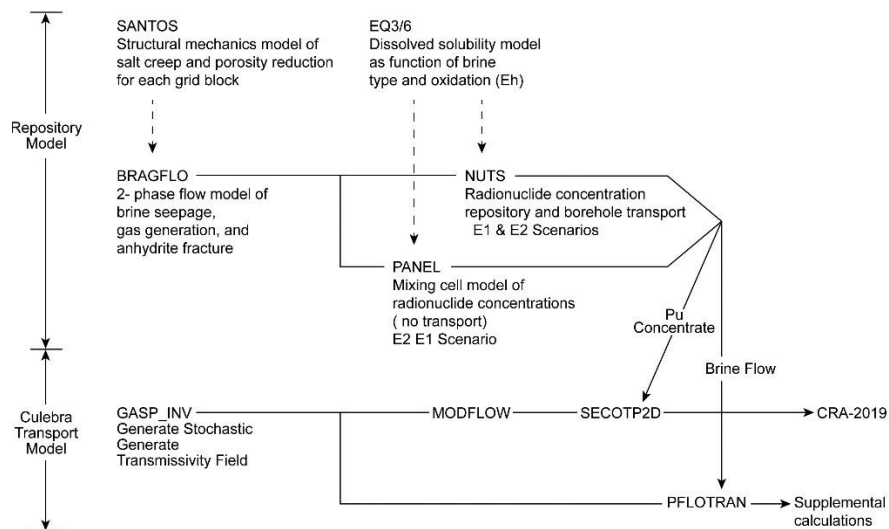 SANTOS
Structural mechanics model of
salt creep and porosity reduction
for each grid block
EQ3/6
Dissolved solubility model
as function of brine
type and oxidation (Eh)
Repository
Model
BRAGFLO
2- phase flow model of
brine seepage,
gas generation, and
anhydrite fracture
NUTS
Radionuclide concentration
repository and borehole transport
E1 & E2 Scenarios
PANEL
Mixing cell model of
radionuclide concentrations
( no transport)
E2 E1 Scenario
Pu
Concentrate
Brine Flow
Culebra
Transport
Model
GASP_INV
Generate Stochastic
Generate
Transmissivity Field
MODFLOW
SECOTP2D
CRA-2019
PFLOTRAN
Supplemental
calculations